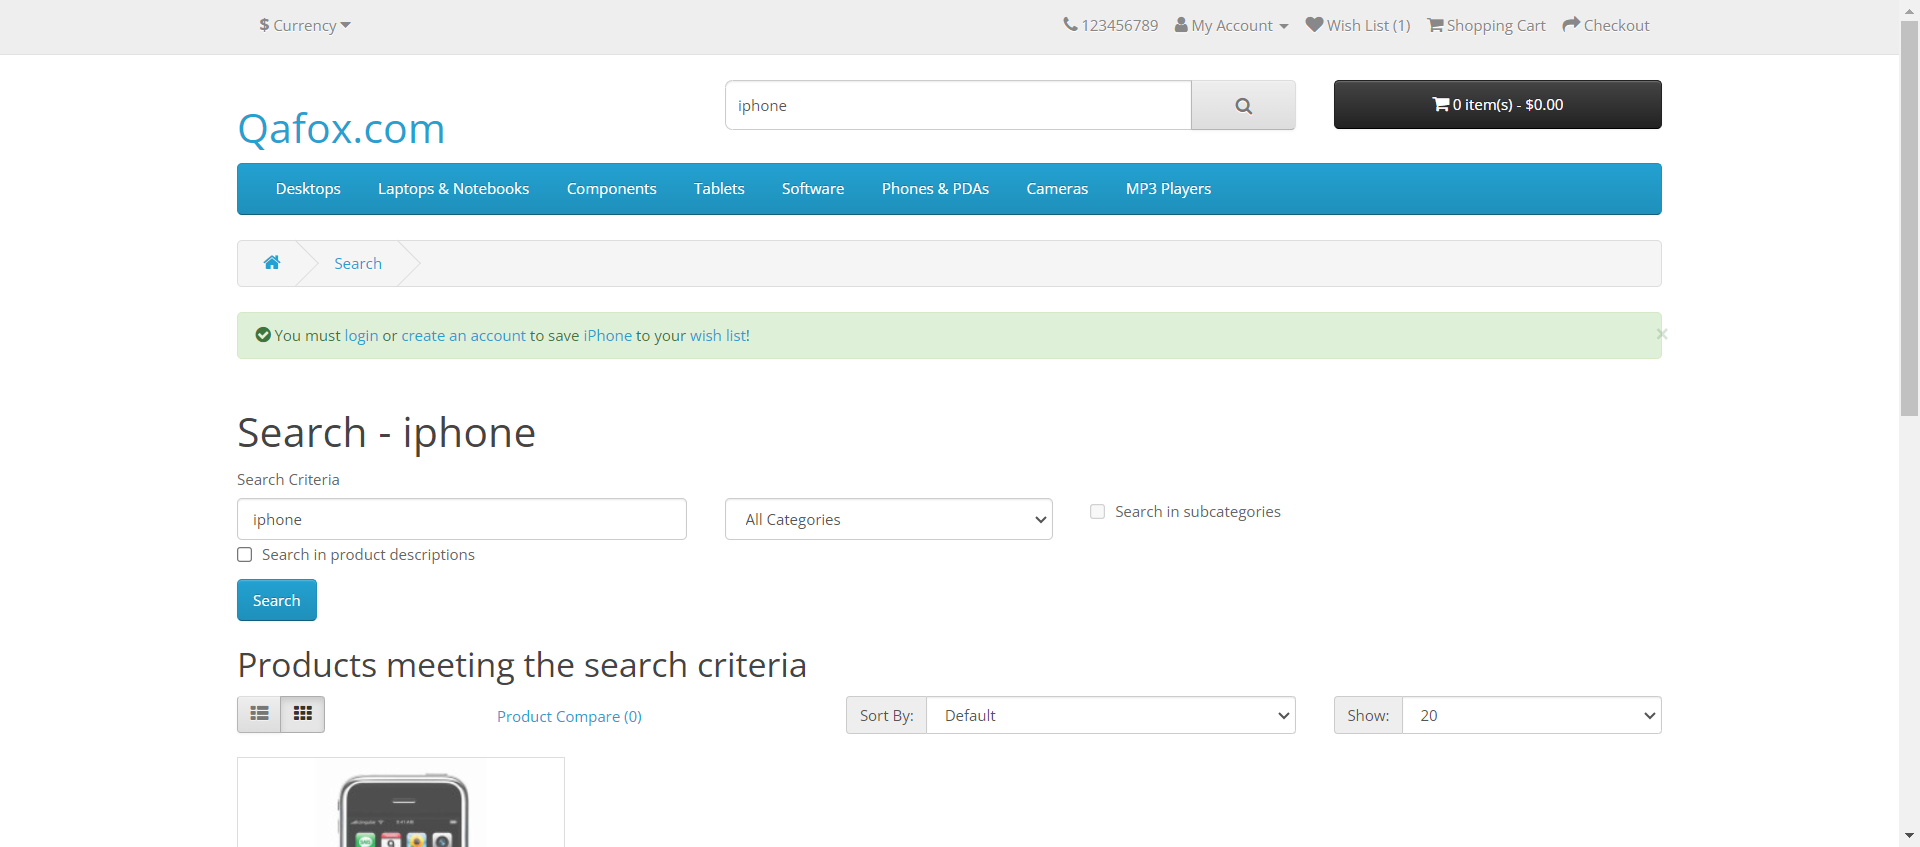 $ Currency
123456789 My Account Wish List (1) Shopping Cart Checkout
Qafox.com
iphone
0 item(s) - $0.00
Desktops Laptops & Notebooks Components Tablets Software Phones & PDAs Cameras MP3 Players
Search
You must login or create an account to save iPhone to your wish list!
×
Search - iphone
Search Criteria
iphone
All Categories
Search in subcategories
Search in product descriptions
Search
Products meeting the search criteria
Product Compare (0)
Sort By: Default
Show: 20
9